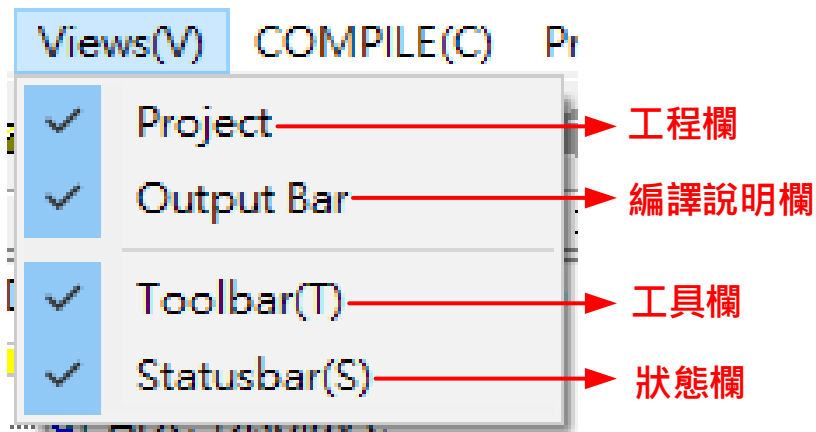 Views(V) COMPILE(C) Pr
Project 工程欄
Output Bar 編譯說明欄
Toolbar(T) 工具欄
Statusbar(S) 狀態欄